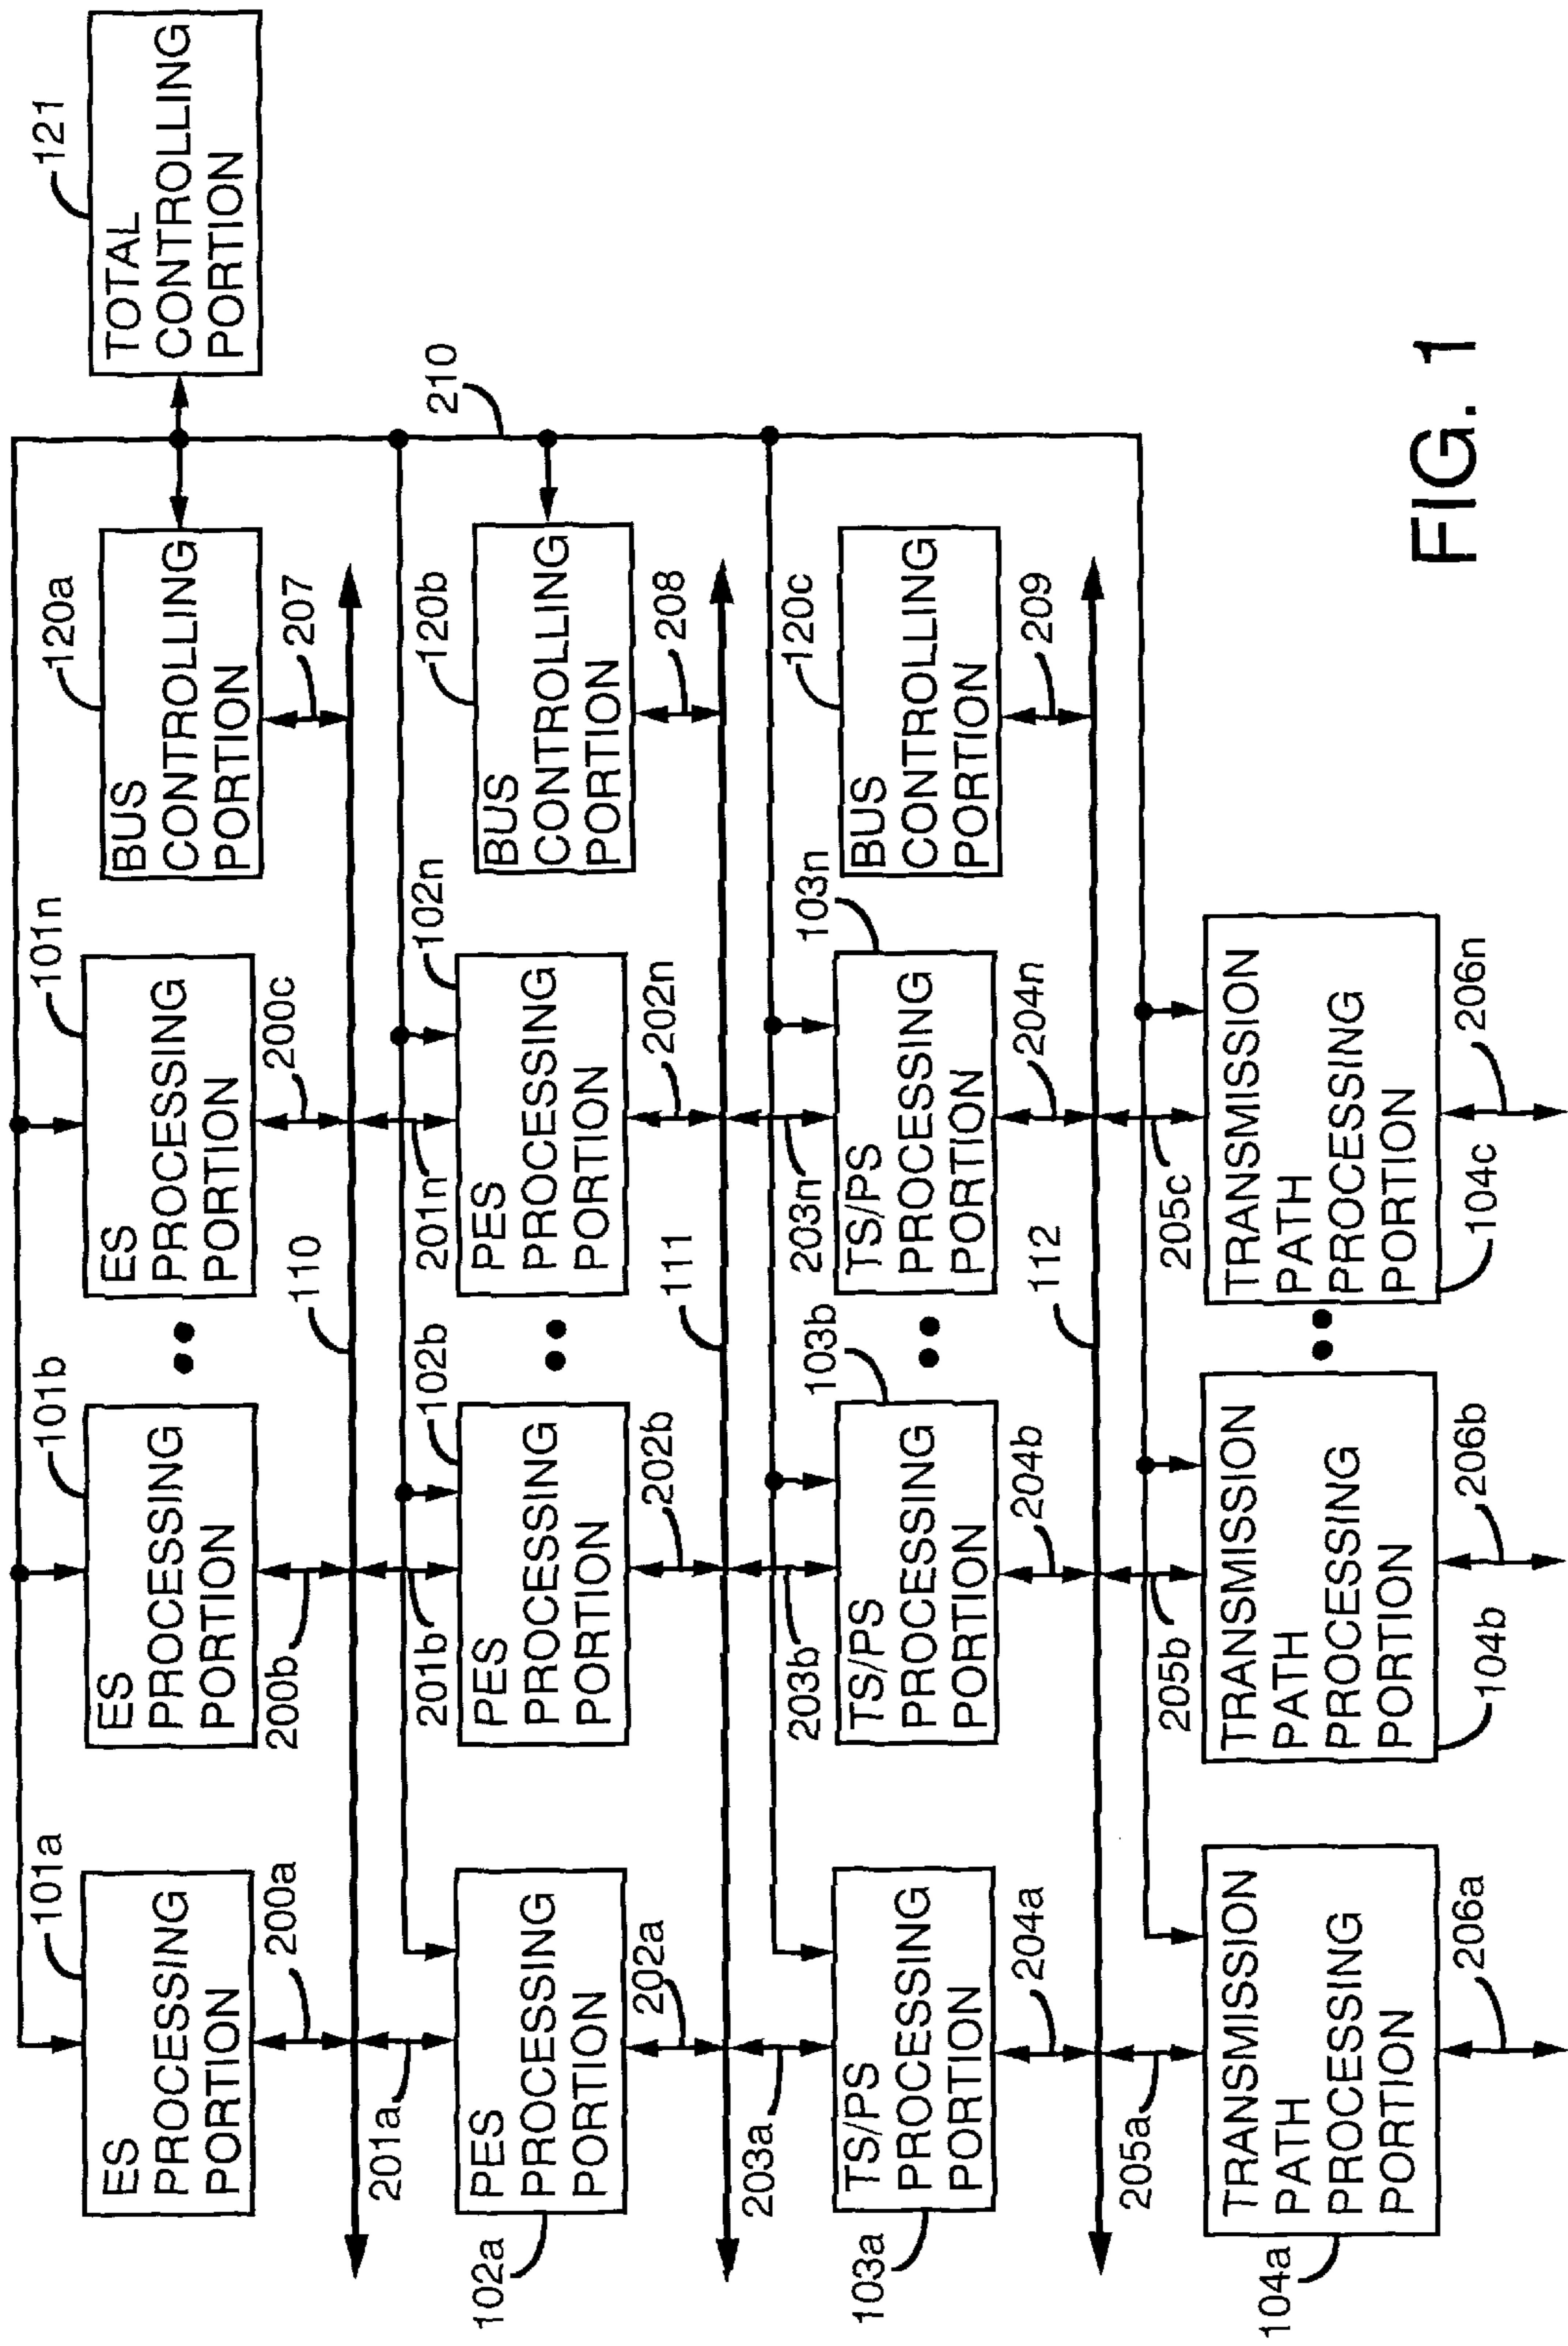 121
TOTAL
CONTROLLING
PORTION
101a
ES
PROCESSING
PORTION
101b
ES
PROCESSING
PORTION
101n
ES
PROCESSING
PORTION
120a
BUS
CONTROLLING
PORTION
200a
200b
200c
207
110
210
201a
201b
201n
102a
PES
PROCESSING
PORTION
102b
PES
PROCESSING
PORTION
102n
PES
PROCESSING
PORTION
120b
BUS
CONTROLLING
PORTION
202a
202b
202n
208
111
203a
203b
203n
103a
TS/PS
PROCESSING
PORTION
103b
TS/PS
PROCESSING
PORTION
103n
TS/PS
PROCESSING
PORTION
120c
BUS
CONTROLLING
PORTION
204a
204b
204n
209
112
205a
205b
205c
104a
TRANSMISSION
PATH
PROCESSING
PORTION
104b
TRANSMISSION
PATH
PROCESSING
PORTION
104c
TRANSMISSION
PATH
PROCESSING
PORTION
206a
206b
206n
FIG. 1